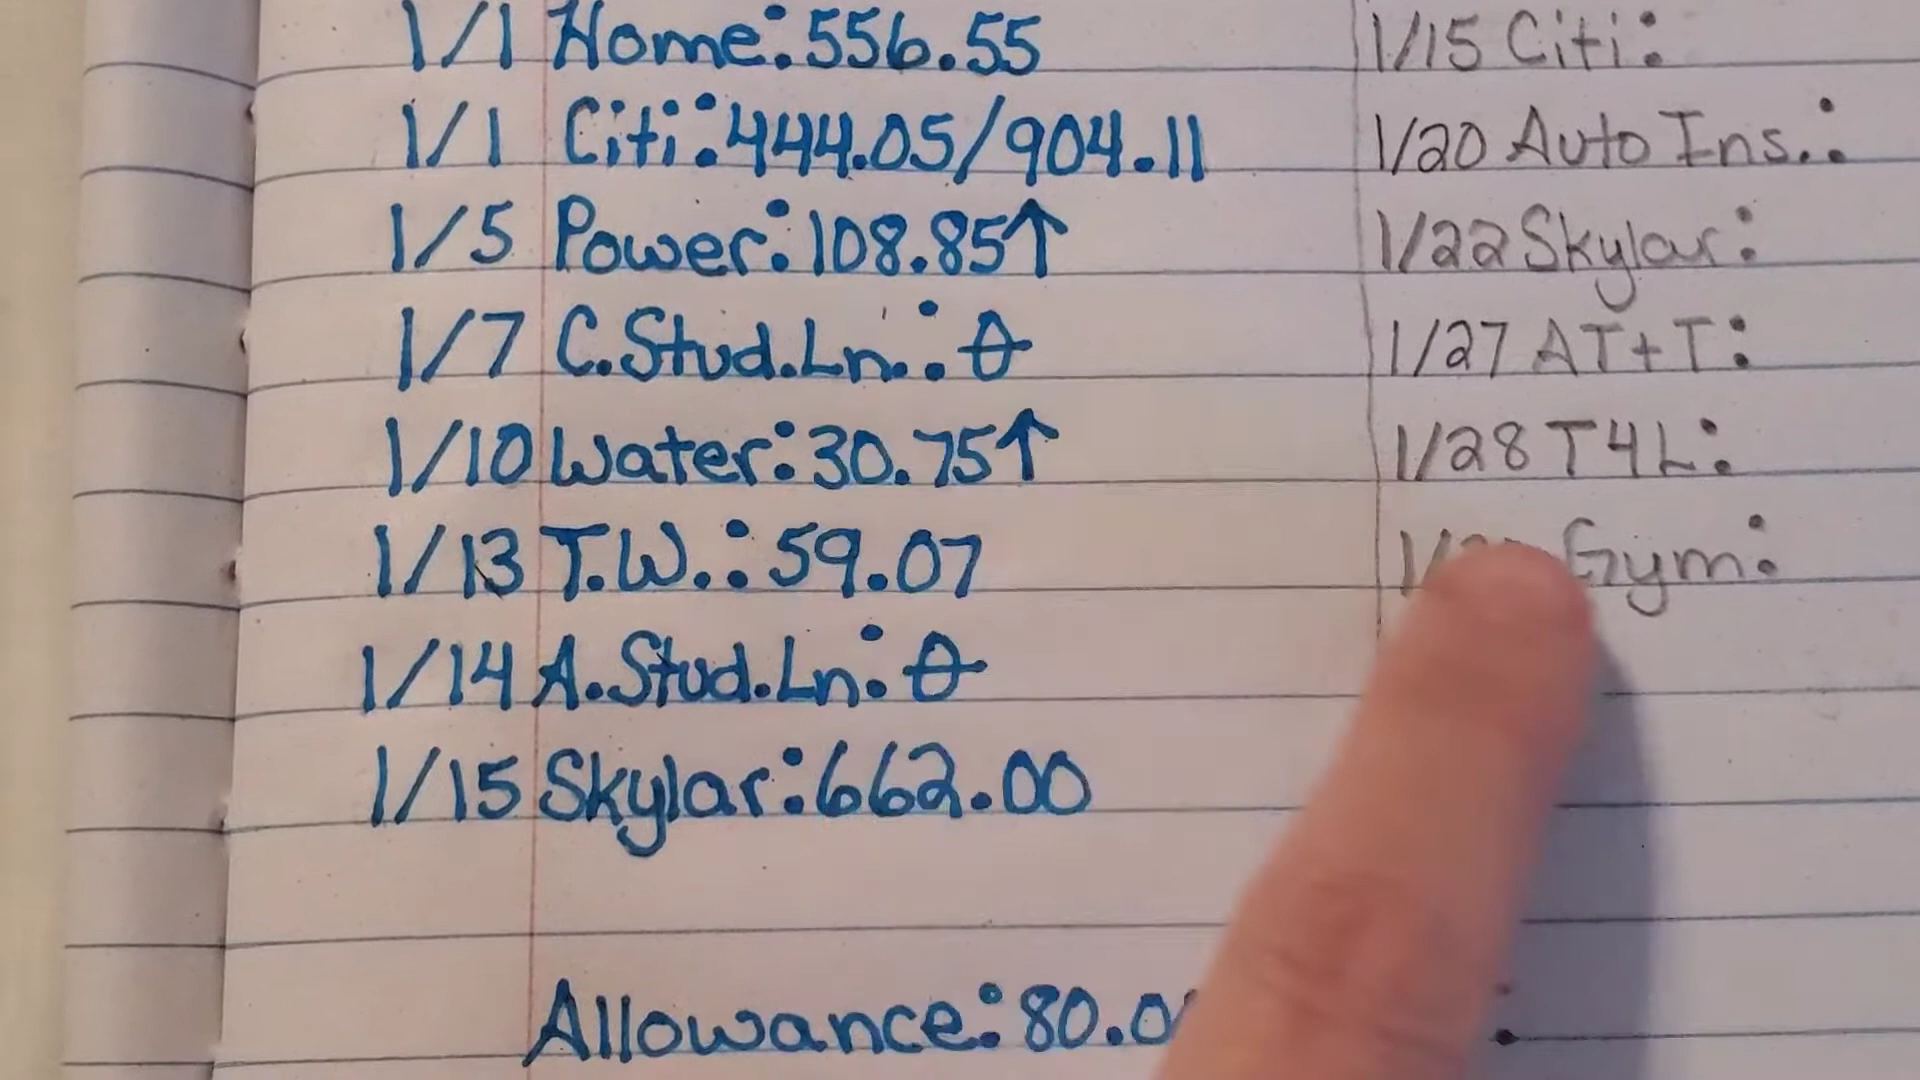 1/1 Home: 556.55
1/1 Citi: 444.05/904.11
1/5 Power: 108.85↑
1/7 C.Stud.Ln.: 0
1/10 Water: 30.75↑
1/13 T.W.: 59.07
1/14 A.Stud.Ln: 0
1/15 Skylar: 662.00
Allowance: 80.0
1/15 Citi:
1/20 Auto Ins.:
1/22 Skylar:
1/27 AT+T:
1/28 T4L:
Gym: